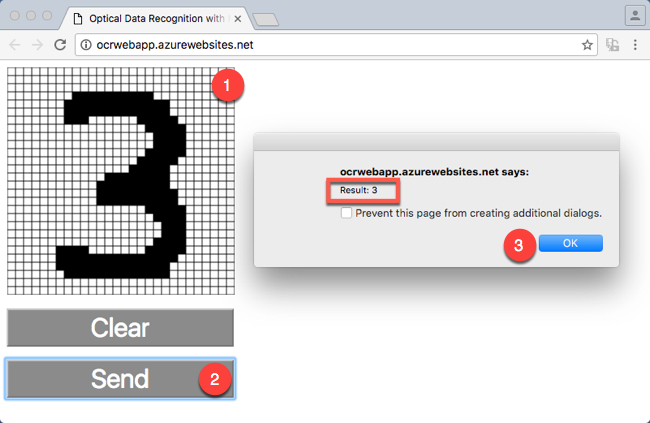 Optical Data Recognition with
ocrwebapp.azurewebsites.net
1
3
ocrwebapp.azurewebsites.net says:
Result: 3
Prevent this page from creating additional dialogs.
3
OK
Clear
Send
2